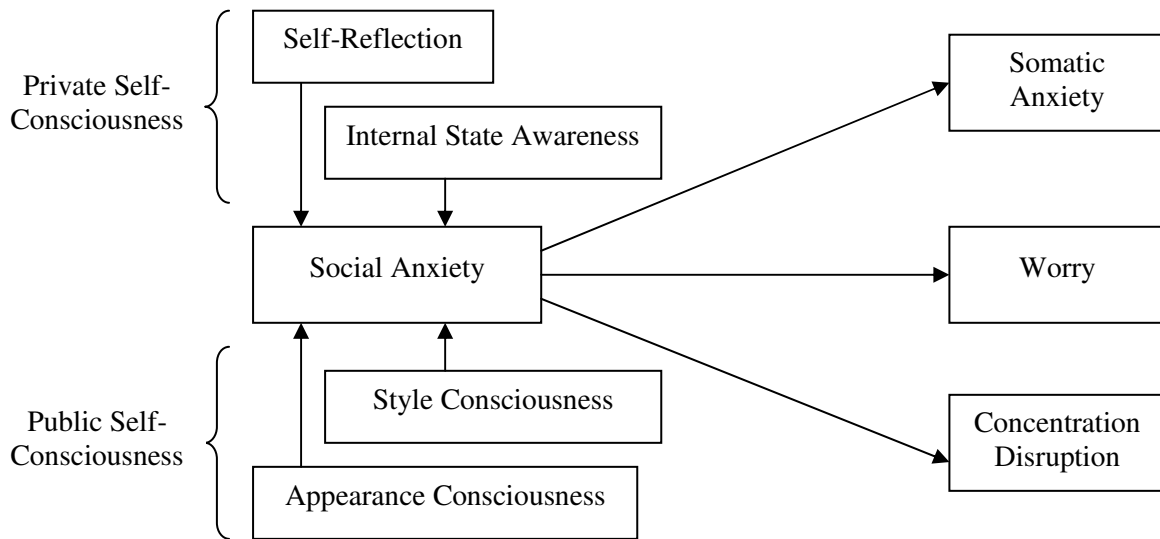 Self-Reflection
Private Self-
Consciousness
Internal State Awareness
Social Anxiety
Style Consciousness
Public Self-
Consciousness
Appearance Consciousness
Somatic
Anxiety
Worry
Concentration
Disruption